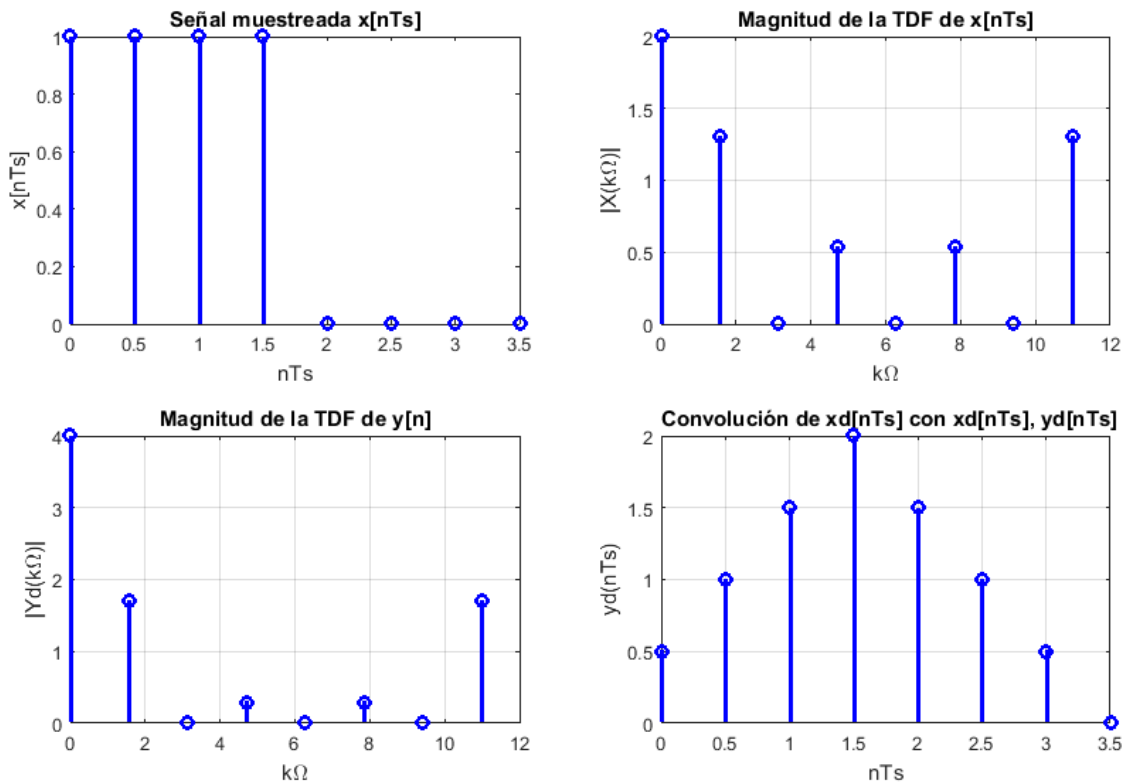 Señal muestreada x[nTs]
1
0.8
0.6
0.4
0.2
0
x[nTs]
0 0.5 1 1.5 2 2.5 3 3.5
nTs
Magnitud de la TDF de x[nTs]
2
1.5
1
0.5
0
|X(kΩ)|
0 2 4 6 8 10 12
kΩ
Magnitud de la TDF de y[n]
4
3
2
1
0
|Yd(kΩ)|
0 2 4 6 8 10 12
kΩ
Convolución de xd[nTs] con xd[nTs], yd[nTs]
2
1.5
1
0.5
0
yd(nTs)
0 0.5 1 1.5 2 2.5 3 3.5
nTs